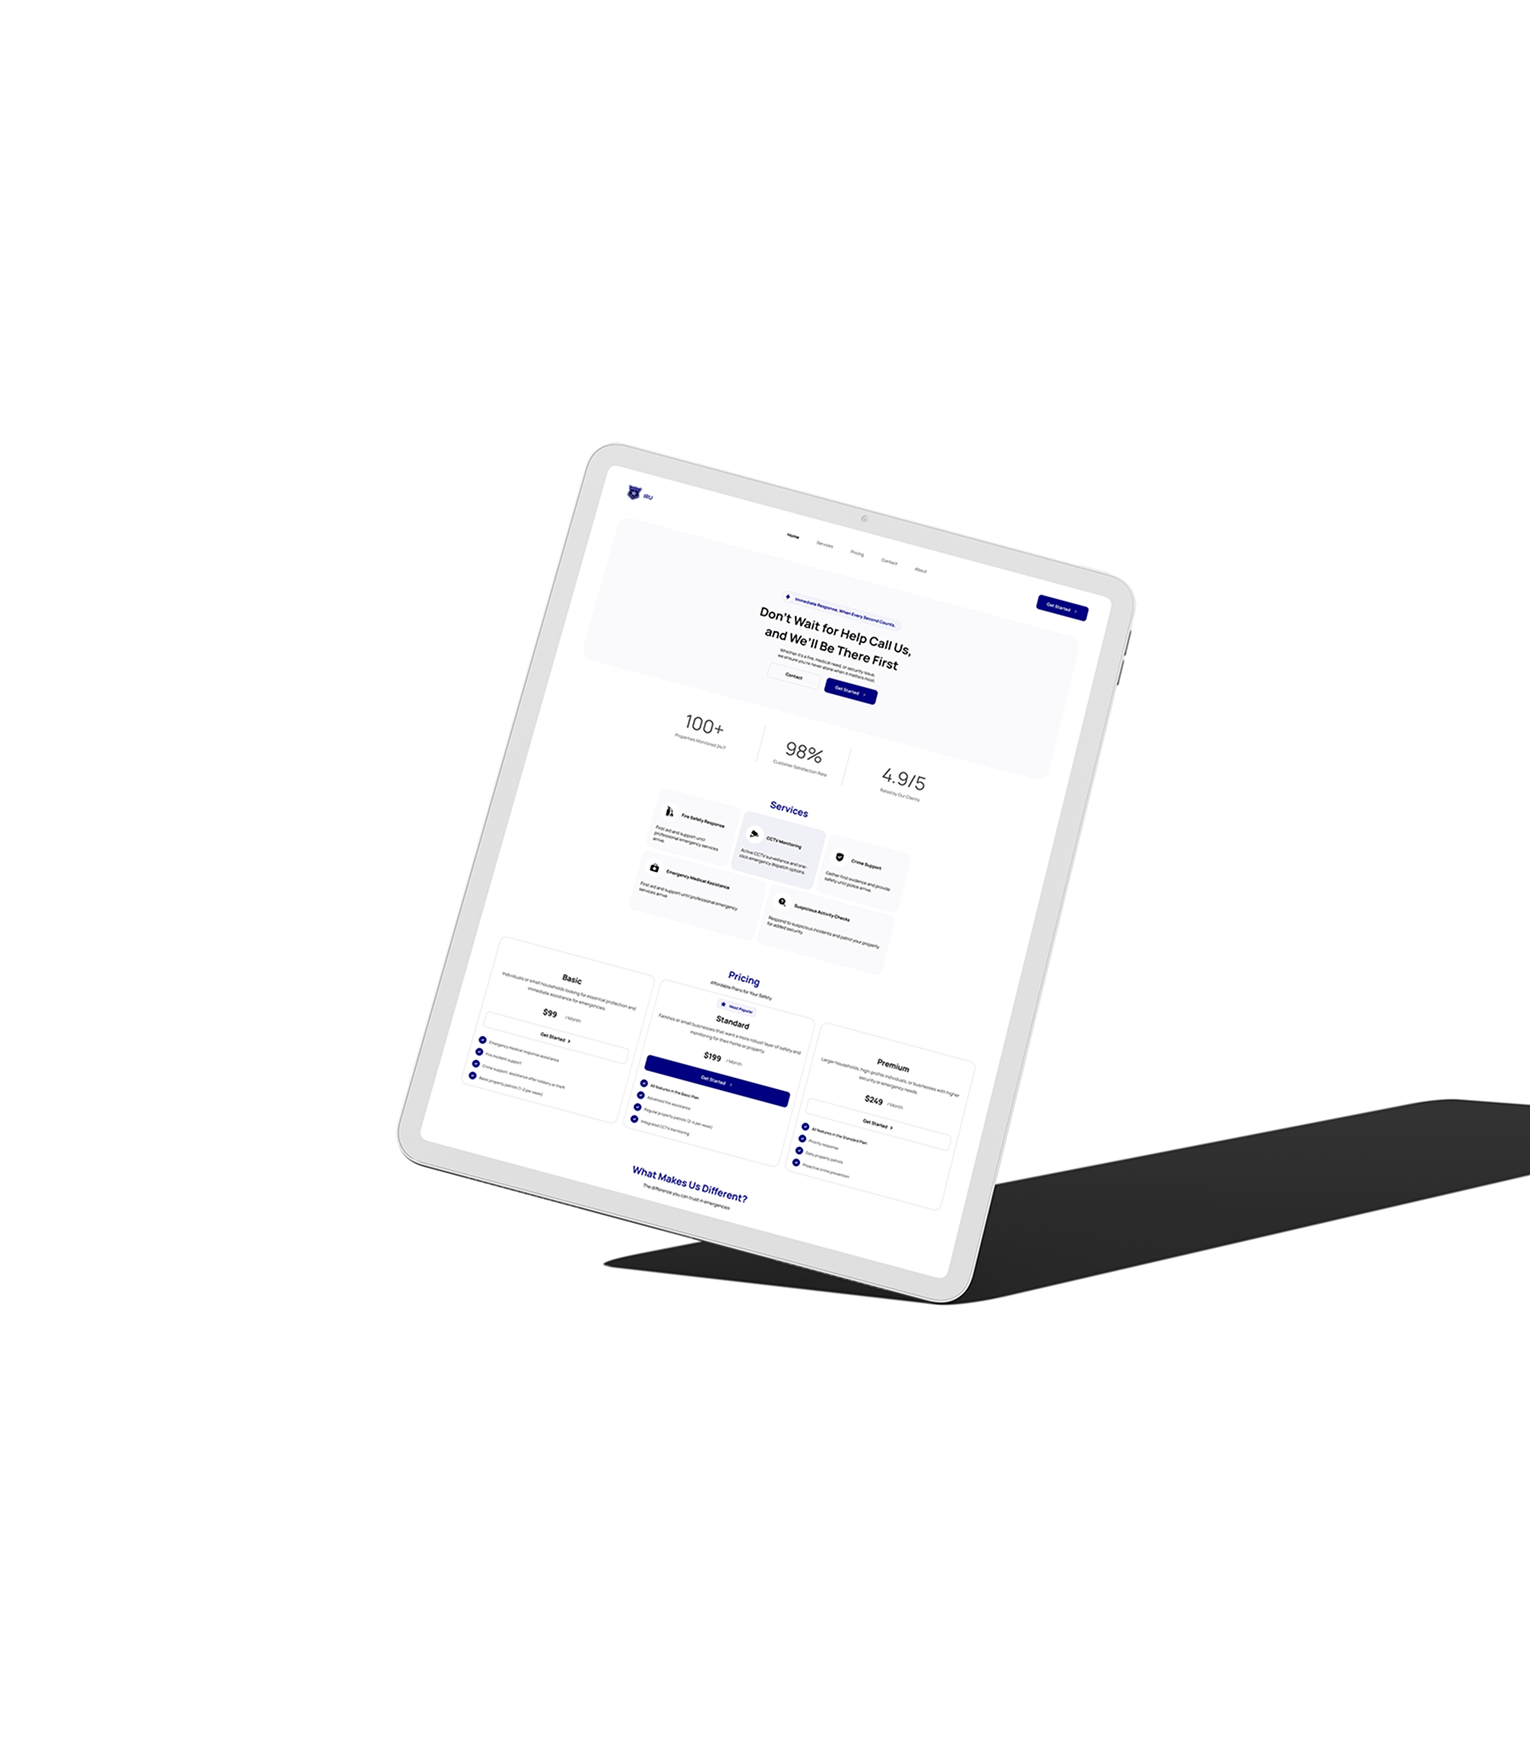 IRU
Home
Services
Pricing
Contact
About
Get Started
Immediate Response, When Every Second Counts.
Don't Wait for Help Call Us,
and We'll Be There First
Whether it's a fire, medical need, or security issue,
we ensure you're never alone when it matters most.
Contact
Get Started
100+
Properties Monitored 24/7
98%
Customer Satisfaction Rate
4.9/5
Rated by Our Clients
Services
Fire Safety Response
First aid and support until
professional emergency services
arrive.
CCTV Monitoring
Active CCTV surveillance and one-
click emergency dispatch options.
Crime Support
Gather first evidence and provide
safety until police arrive.
Emergency Medical Assistance
First aid and support until professional emergency
services arrive.
Suspicious Activity Checks
Respond to suspicious incidents and patrol your property
for added security.
Pricing
Affordable Plans for Your Safety
Basic
Individuals or small households looking for essential protection and
immediate assistance for emergencies.
$99 / Month
Get Started
Emergency medical response assistance
Fire incident support
Crime support: assistance after robbery or theft.
Basic property patrols (1-2 per week)
Most Popular
Standard
Families or small businesses that want a more robust layer of safety and
monitoring for their home or property.
$199 / Month
Get Started
All features in the Basic Plan
Advanced fire assistance
Regular property patrols (3-4 per week)
Integrated CCTV monitoring
Premium
Larger households, high-profile individuals, or businesses with higher
security or emergency needs.
$249 / Month
Get Started
All features in the Standard Plan
Priority response
Daily property patrols
Proactive crime prevention
What Makes Us Different?
The difference you can trust in emergencies